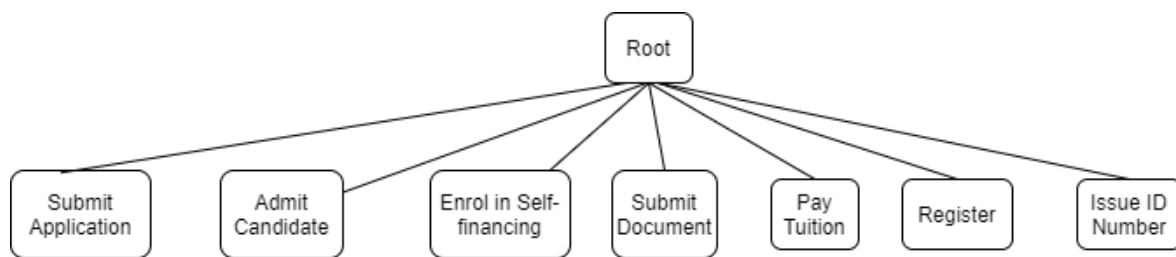 Root
Submit
Application
Admit
Candidate
Enrol in Self-
financing
Submit
Document
Pay
Tuition
Register
Issue ID
Number